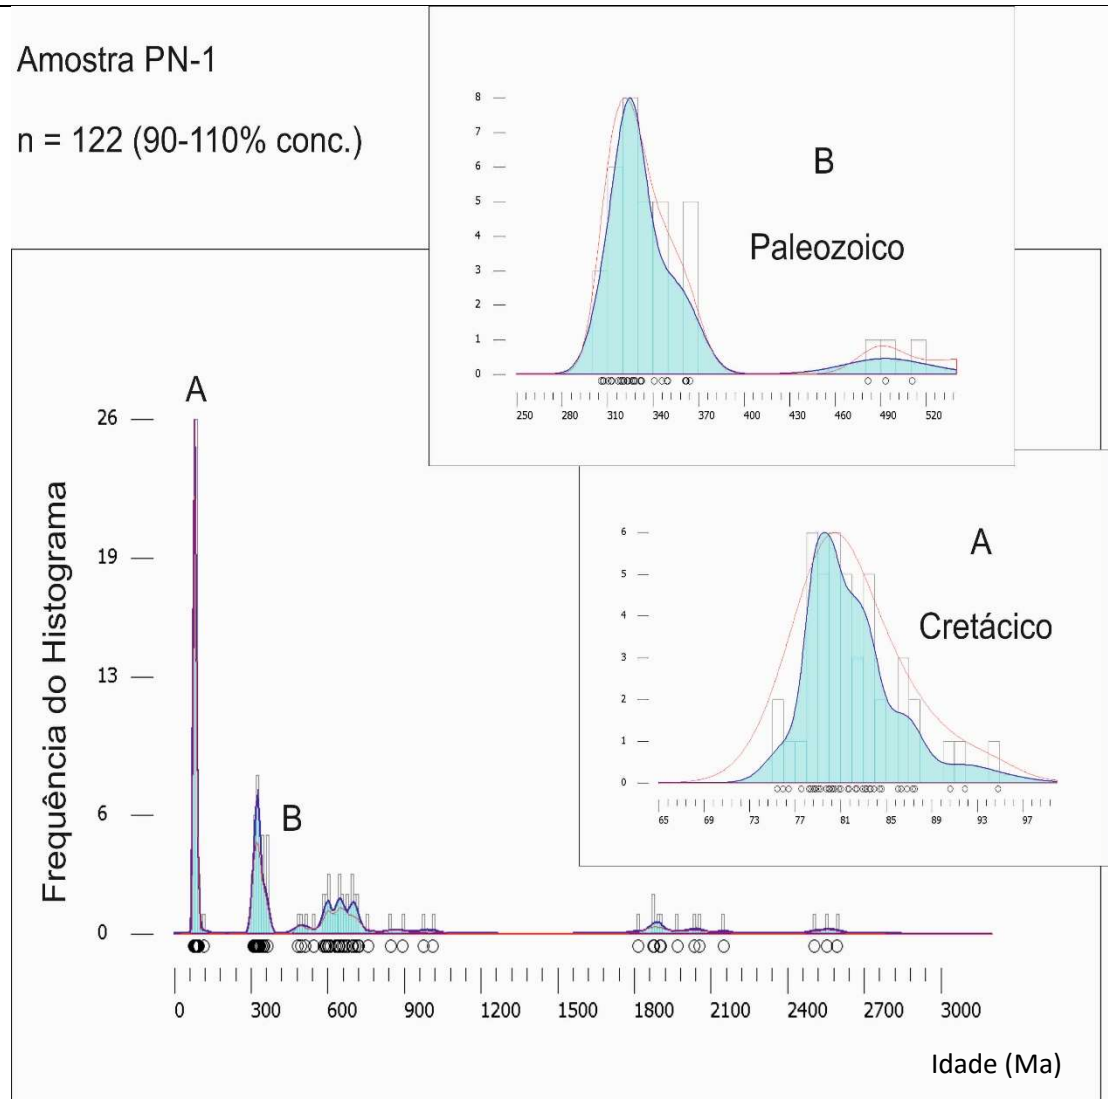 Amostra PN-1
n = 122 (90-110% conc.)
8
7
6
5
4
3
2
1
0
B
Paleozoico
250 280 310 340 370 400 430 460 490 520
A
26
19
13
6
0
B
Frequência do Histograma
6
5
4
3
2
1
0
A
Cretácico
65 69 73 77 81 85 89 93 97
0 300 600 900 1200 1500 1800 2100 2400 2700 3000
Idade (Ma)